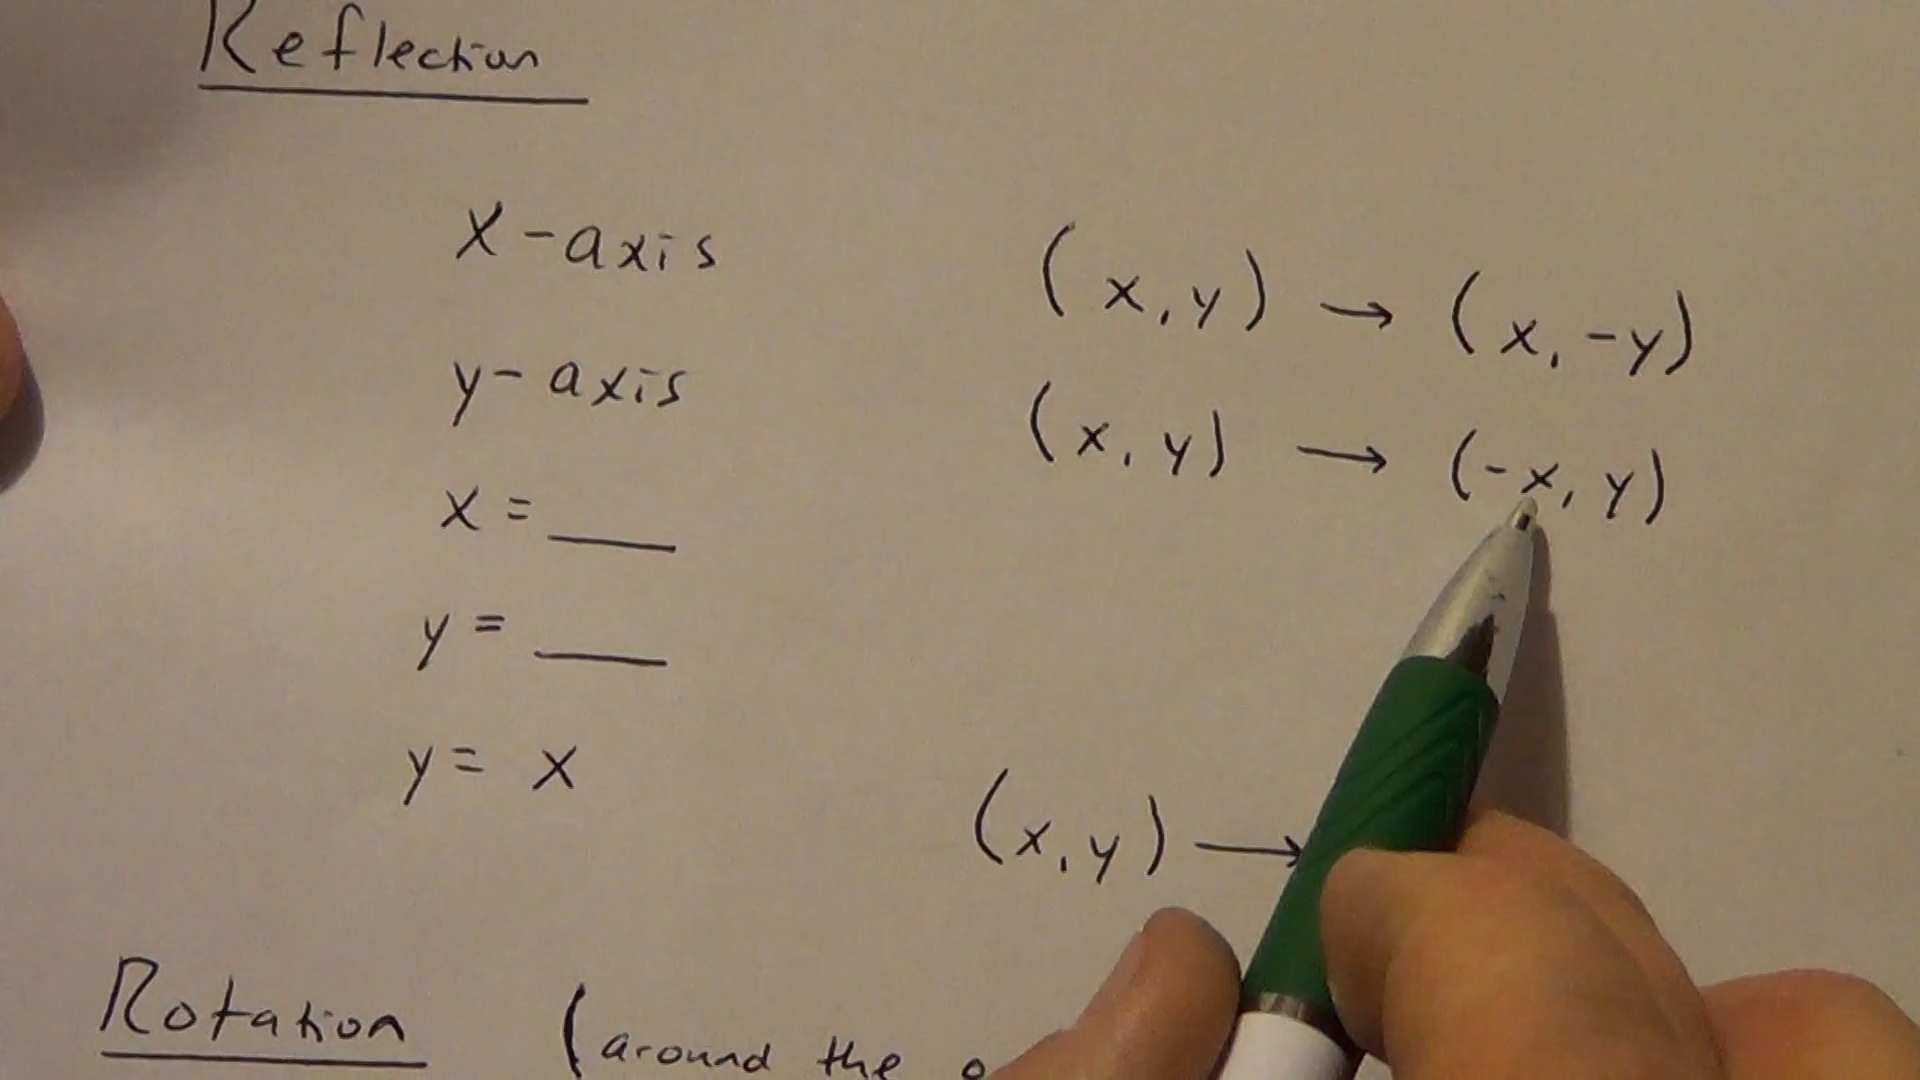 Reflection
x-axis (x, y) → (x, -y)
y-axis (x, y) → (-x, y)
x = ___
y = ___
y = x (x, y) →
Rotation (around the